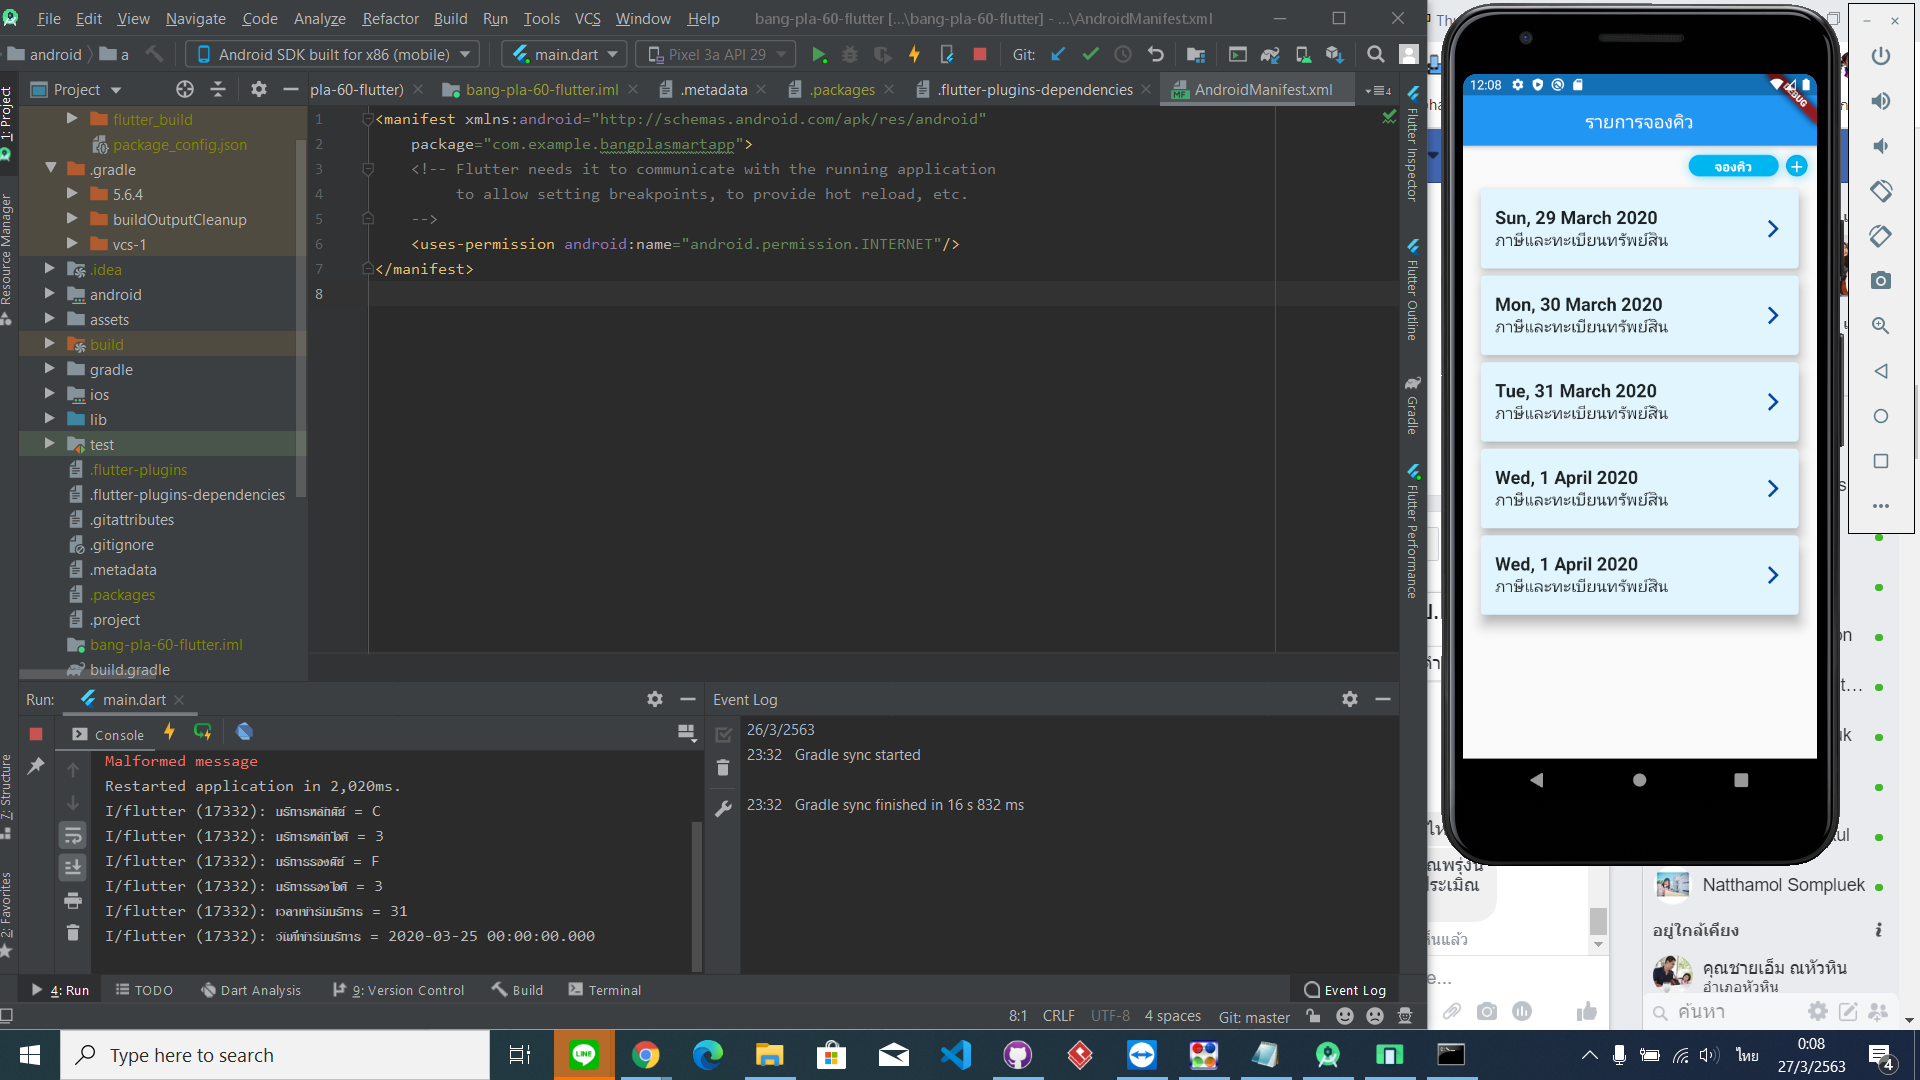 File Edit View Navigate Code Analyze Refactor Build Run Tools VCS Window Help bang-pla-60-flutter [...\bang-pla-60-flutter] - ...\AndroidManifest.xml
android a Android SDK built for x86 (mobile) main.dart Pixel 3a API 29 Git:
Project pla-60-flutter) bang-pla-60-flutter.iml .metadata .packages .flutter-plugins-dependencies AndroidManifest.xml 4
1: Project
Resource Manager
7: Structure
2: Favorites
flutter_build
package_config.json
.gradle
5.6.4
buildOutputCleanup
vcs-1
.idea
android
assets
build
gradle
ios
lib
test
.flutter-plugins
.flutter-plugins-dependencies
.gitattributes
.gitignore
.metadata
.packages
.project
bang-pla-60-flutter.iml
build.gradle
1 <manifest xmlns:android="http://schemas.android.com/apk/res/android"
2 package="com.example.bangplasmartapp">
3 <!-- Flutter needs it to communicate with the running application
4 to allow setting breakpoints, to provide hot reload, etc.
5 -->
6 <uses-permission android:name="android.permission.INTERNET"/>
7 </manifest>
8
Flutter Inspector
Flutter Outline
Gradle
Flutter Performance
Run: main.dart
Console
Malformed message
Restarted application in 2,020ms.
I/flutter (17332): บริการหลักคีย์ = C
I/flutter (17332): บริการหลักไอดี = 3
I/flutter (17332): บริการรองคีย์ = F
I/flutter (17332): บริการรองไอดี = 3
I/flutter (17332): เวลาเข้ารับบริการ = 31
I/flutter (17332): วันที่เข้ารับบริการ = 2020-03-25 00:00:00.000
Event Log
26/3/2563
23:32 Gradle sync started
23:32 Gradle sync finished in 16 s 832 ms
4: Run TODO Dart Analysis 9: Version Control Build Terminal Event Log
8:1 CRLF UTF-8 4 spaces Git: master
12:08
DEBUG
รายการจองคิว
จองคิว
Sun, 29 March 2020
ภาษีและทะเบียนทรัพย์สิน
Mon, 30 March 2020
ภาษีและทะเบียนทรัพย์สิน
Tue, 31 March 2020
ภาษีและทะเบียนทรัพย์สิน
Wed, 1 April 2020
ภาษีและทะเบียนทรัพย์สิน
Wed, 1 April 2020
ภาษีและทะเบียนทรัพย์สิน
Natthamol Sompluek
อยู่ใกล้เคียง
คุณชายเอ็ม ณหัวหิน
อำเภอหัวหิน
ค้นหา
Type here to search
ไทย
0:08
27/3/2563
4